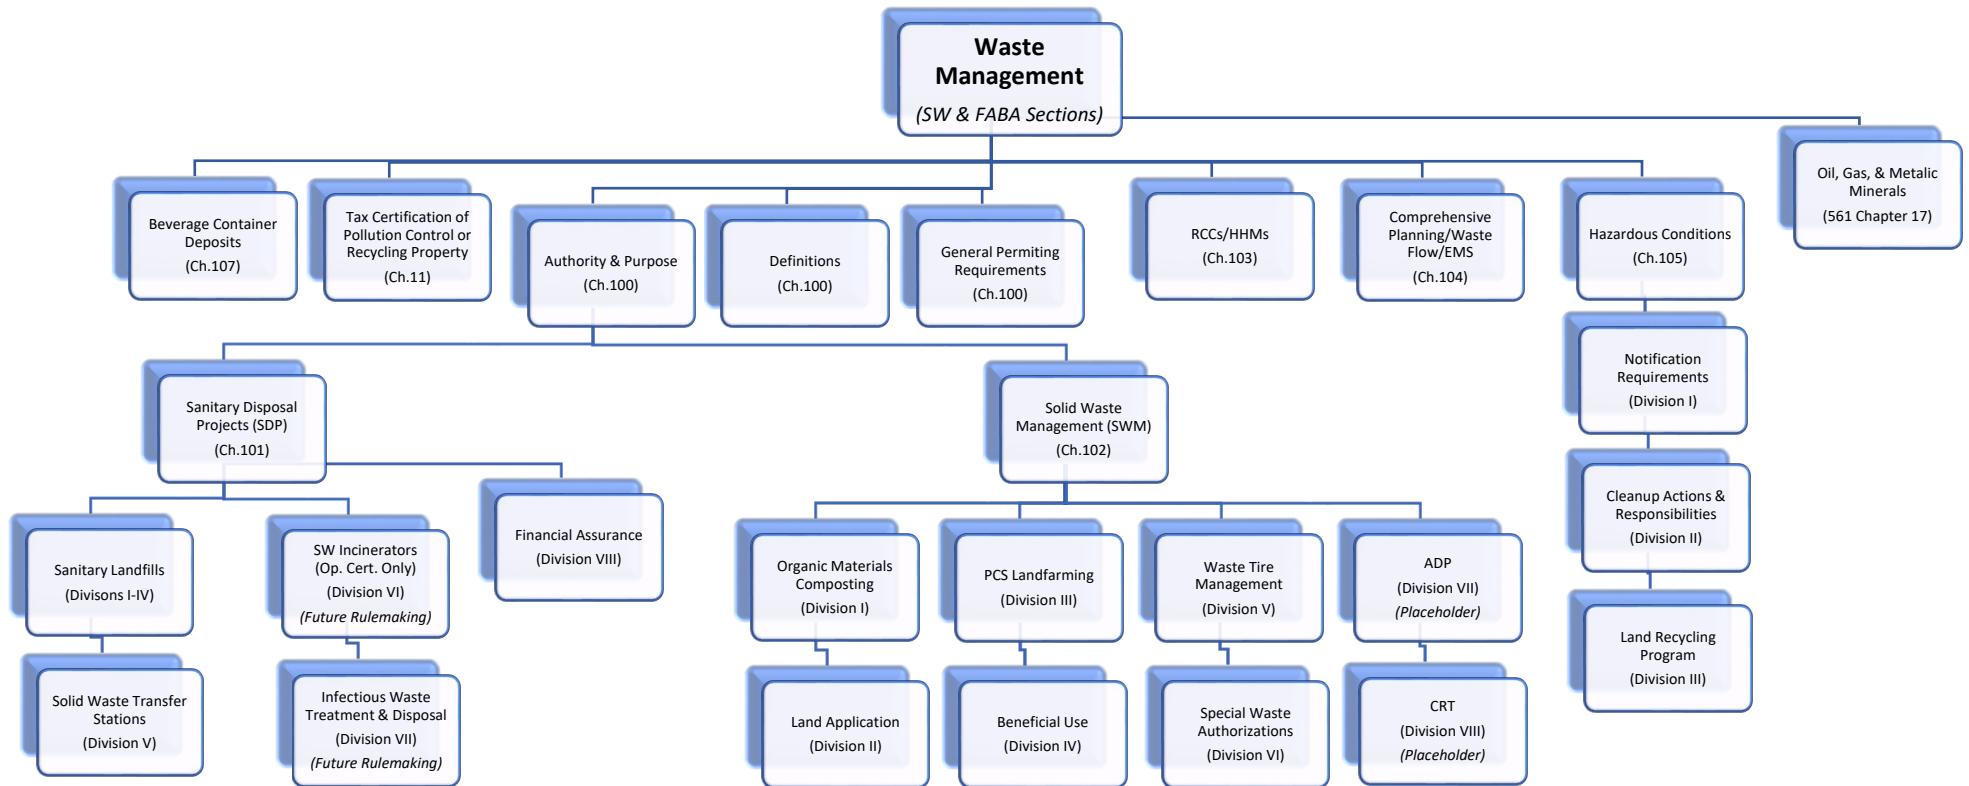 Waste
Management
(SW & FABA Sections)
Oil, Gas, & Metalic
Minerals
(561 Chapter 17)
Beverage Container
Deposits
(Ch.107)
Tax Certification of
Pollution Control or
Recycling Property
(Ch.11)
Authority & Purpose
(Ch.100)
Definitions
(Ch.100)
General Permiting
Requirements
(Ch.100)
RCCs/HHMs
(Ch.103)
Comprehensive
Planning/Waste
Flow/EMS
(Ch.104)
Hazardous Conditions
(Ch.105)
Notification
Requirements
(Division I)
Cleanup Actions &
Responsibilities
(Division II)
Land Recycling
Program
(Division III)
Sanitary Disposal
Projects (SDP)
(Ch.101)
Solid Waste
Management (SWM)
(Ch.102)
Sanitary Landfills
(Divisons I-IV)
Solid Waste Transfer
Stations
(Division V)
SW Incinerators
(Op. Cert. Only)
(Division VI)
(Future Rulemaking)
Infectious Waste
Treatment & Disposal
(Division VII)
(Future Rulemaking)
Financial Assurance
(Division VIII)
Organic Materials
Composting
(Division I)
Land Application
(Division II)
PCS Landfarming
(Division III)
Beneficial Use
(Division IV)
Waste Tire
Management
(Division V)
Special Waste
Authorizations
(Division VI)
ADP
(Division VII)
(Placeholder)
CRT
(Division VIII)
(Placeholder)